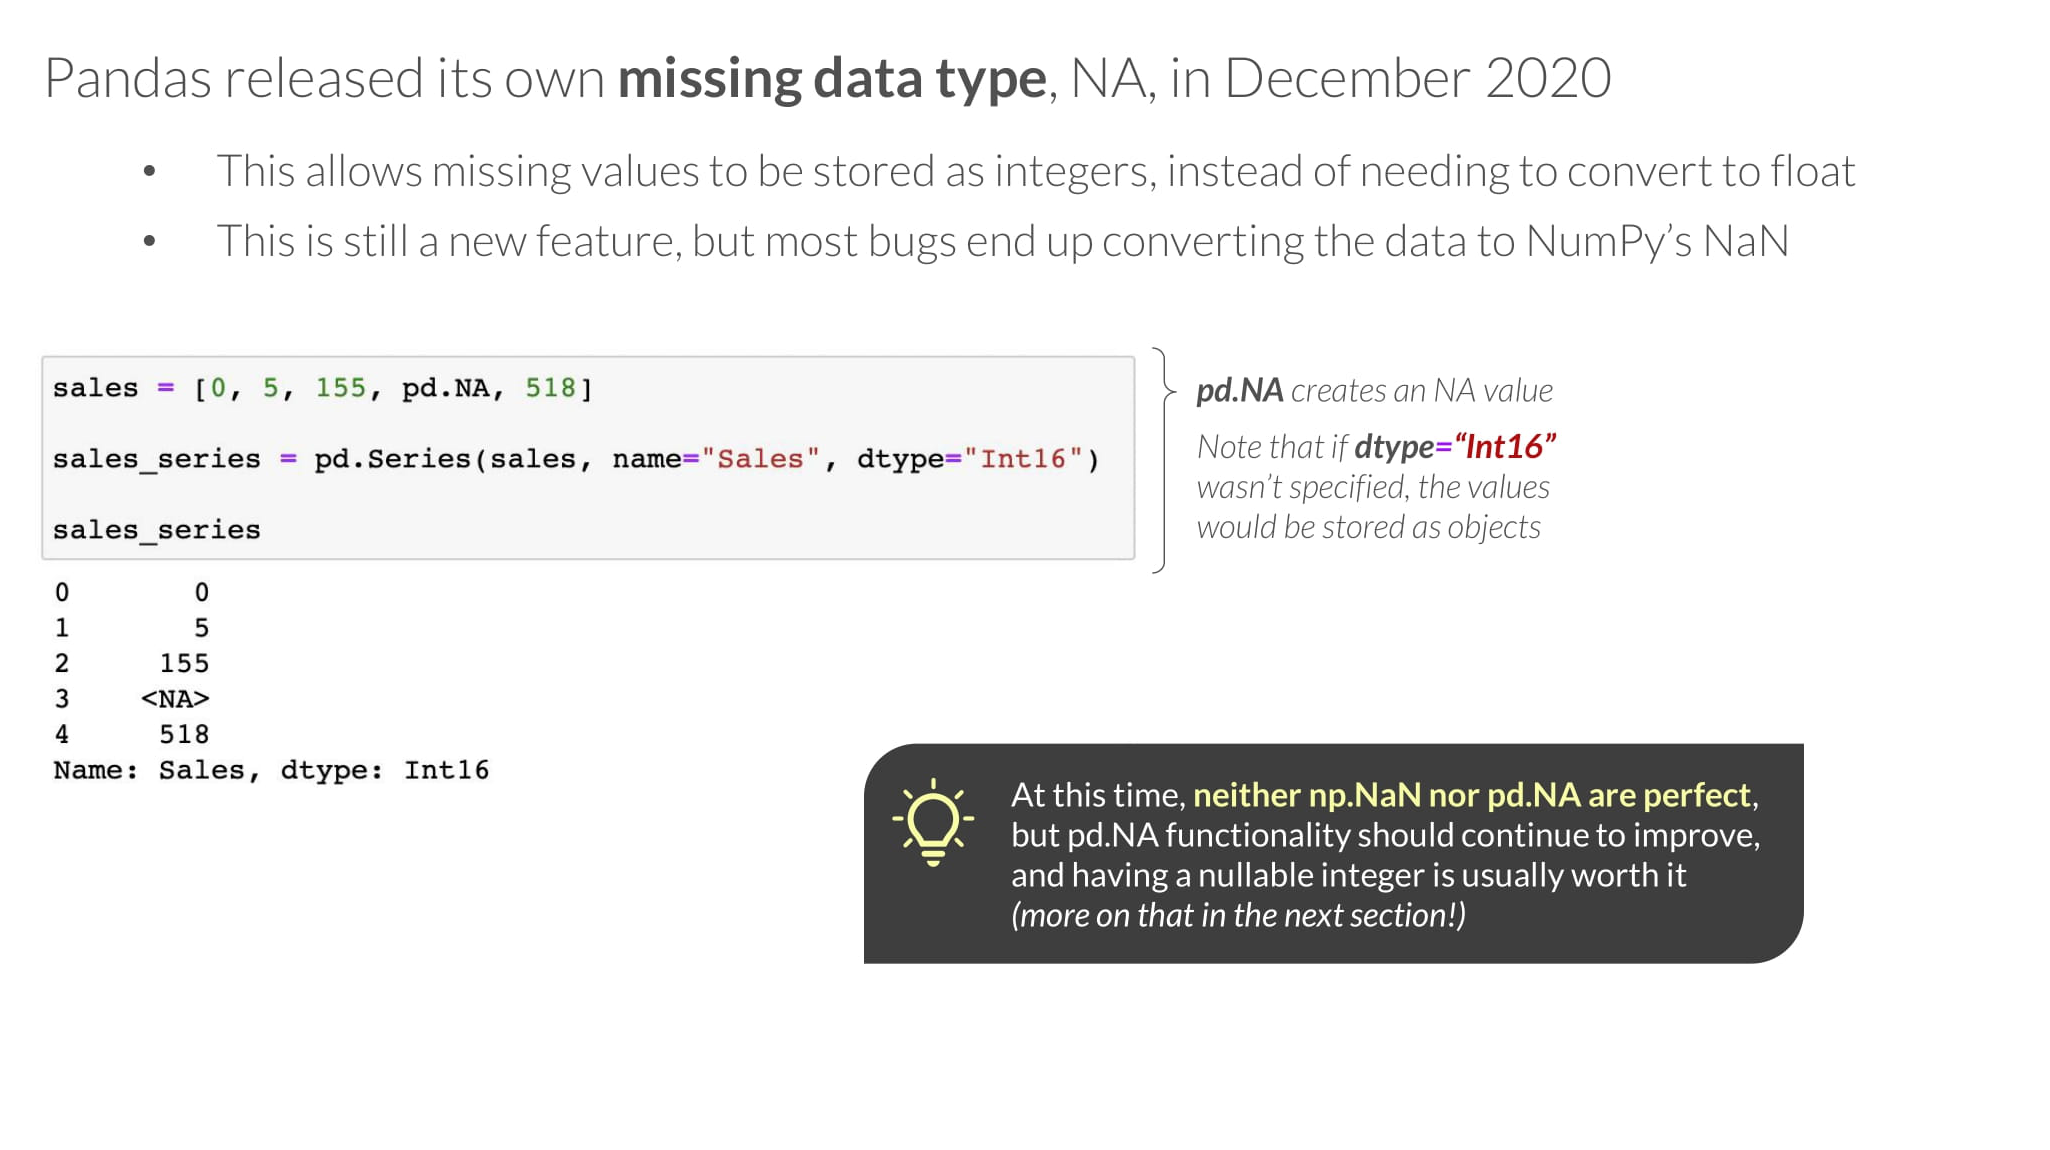 Pandas released its own missing data type, NA, in December 2020
• This allows missing values to be stored as integers, instead of needing to convert to float
• This is still a new feature, but most bugs end up converting the data to NumPy’s NaN
sales = [0, 5, 155, pd.NA, 518]
sales_series = pd.Series(sales, name="Sales", dtype="Int16")
sales_series
pd.NA creates an NA value
Note that if dtype=“Int16”
wasn’t specified, the values
would be stored as objects
0 0
1 5
2 155
3 <NA>
4 518
Name: Sales, dtype: Int16
At this time, neither np.NaN nor pd.NA are perfect,
but pd.NA functionality should continue to improve,
and having a nullable integer is usually worth it
(more on that in the next section!)